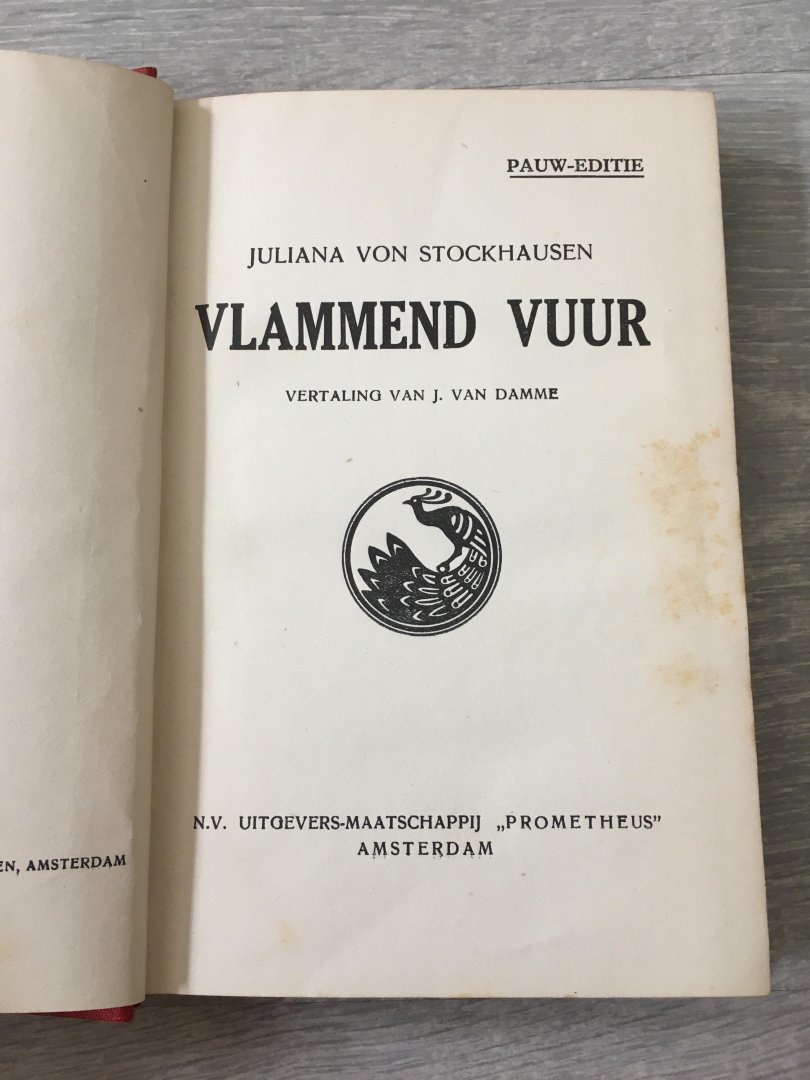 PAUW-EDITIE
JULIANA VON STOCKHAUSEN
VLAMMEND VUUR
VERTALING VAN J. VAN DAMME
N.V. UITGEVERS-MAATSCHAPPIJ „PROMETHEUS"
AMSTERDAM
EN, AMSTERDAM